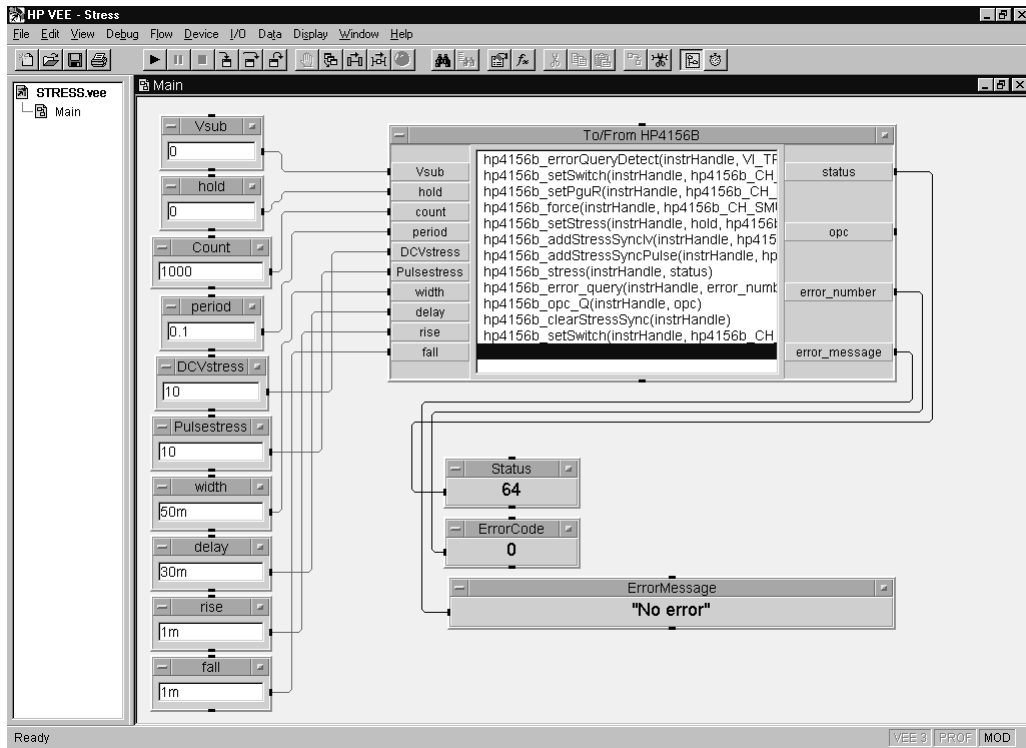 HP VEE - Stress
File Edit View Debug Flow Device I/O Data Display Window Help
STRESS.vee
Main
Main
Vsub
0
hold
0
Count
1000
period
0.1
DCVstress
10
Pulsestress
10
width
50m
delay
30m
rise
1m
fall
1m
To/From HP4156B
Vsub
hold
count
period
DCVstress
Pulsestress
width
delay
rise
fall
hp4156b_errorQueryDetect(instrHandle, VI_TF
hp4156b_setSwitch(instrHandle, hp4156b_CH_
hp4156b_setPguR(instrHandle, hp4156b_CH_
hp4156b_force(instrHandle, hp4156b_CH_SMU
hp4156b_setStress(instrHandle, hold, hp4156b
hp4156b_addStressSyncIv(instrHandle, hp415
hp4156b_addStressSyncPulse(instrHandle, hp
hp4156b_stress(instrHandle, status)
hp4156b_error_query(instrHandle, error_numb
hp4156b_opc_Q(instrHandle, opc)
hp4156b_clearStressSync(instrHandle)
hp4156b_setSwitch(instrHandle, hp4156b_CH
status
opc
error_number
error_message
Status
64
ErrorCode
0
ErrorMessage
"No error"
Ready
VEE 3 PROF MOD